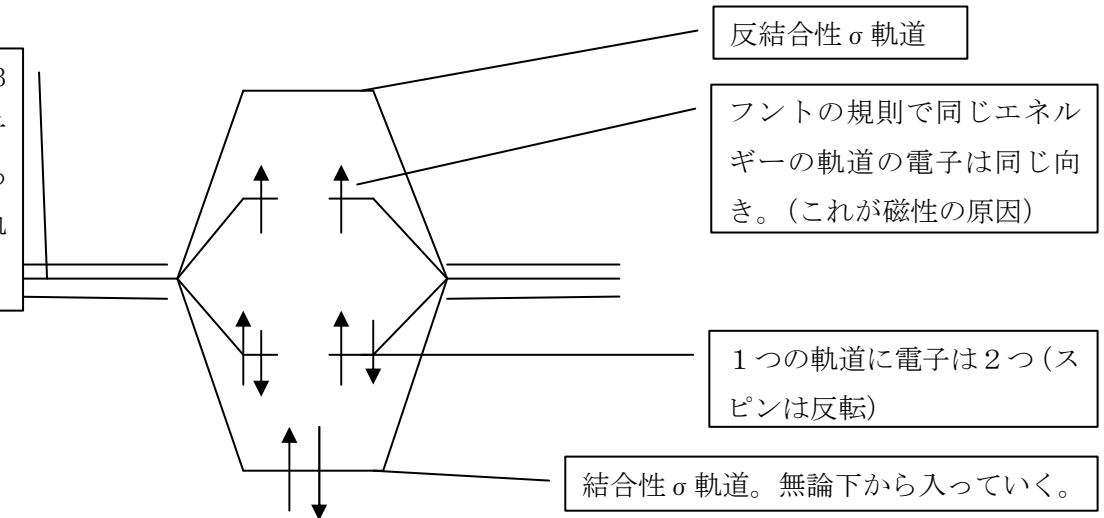 反結合性σ軌道
フントの規則で同じエネル
ギーの軌道の電子は同じ向
き。(これが磁性の原因)
１つの軌道に電子は２つ(ス
ピンは反転)
結合性σ軌道。無論下から入っていく。